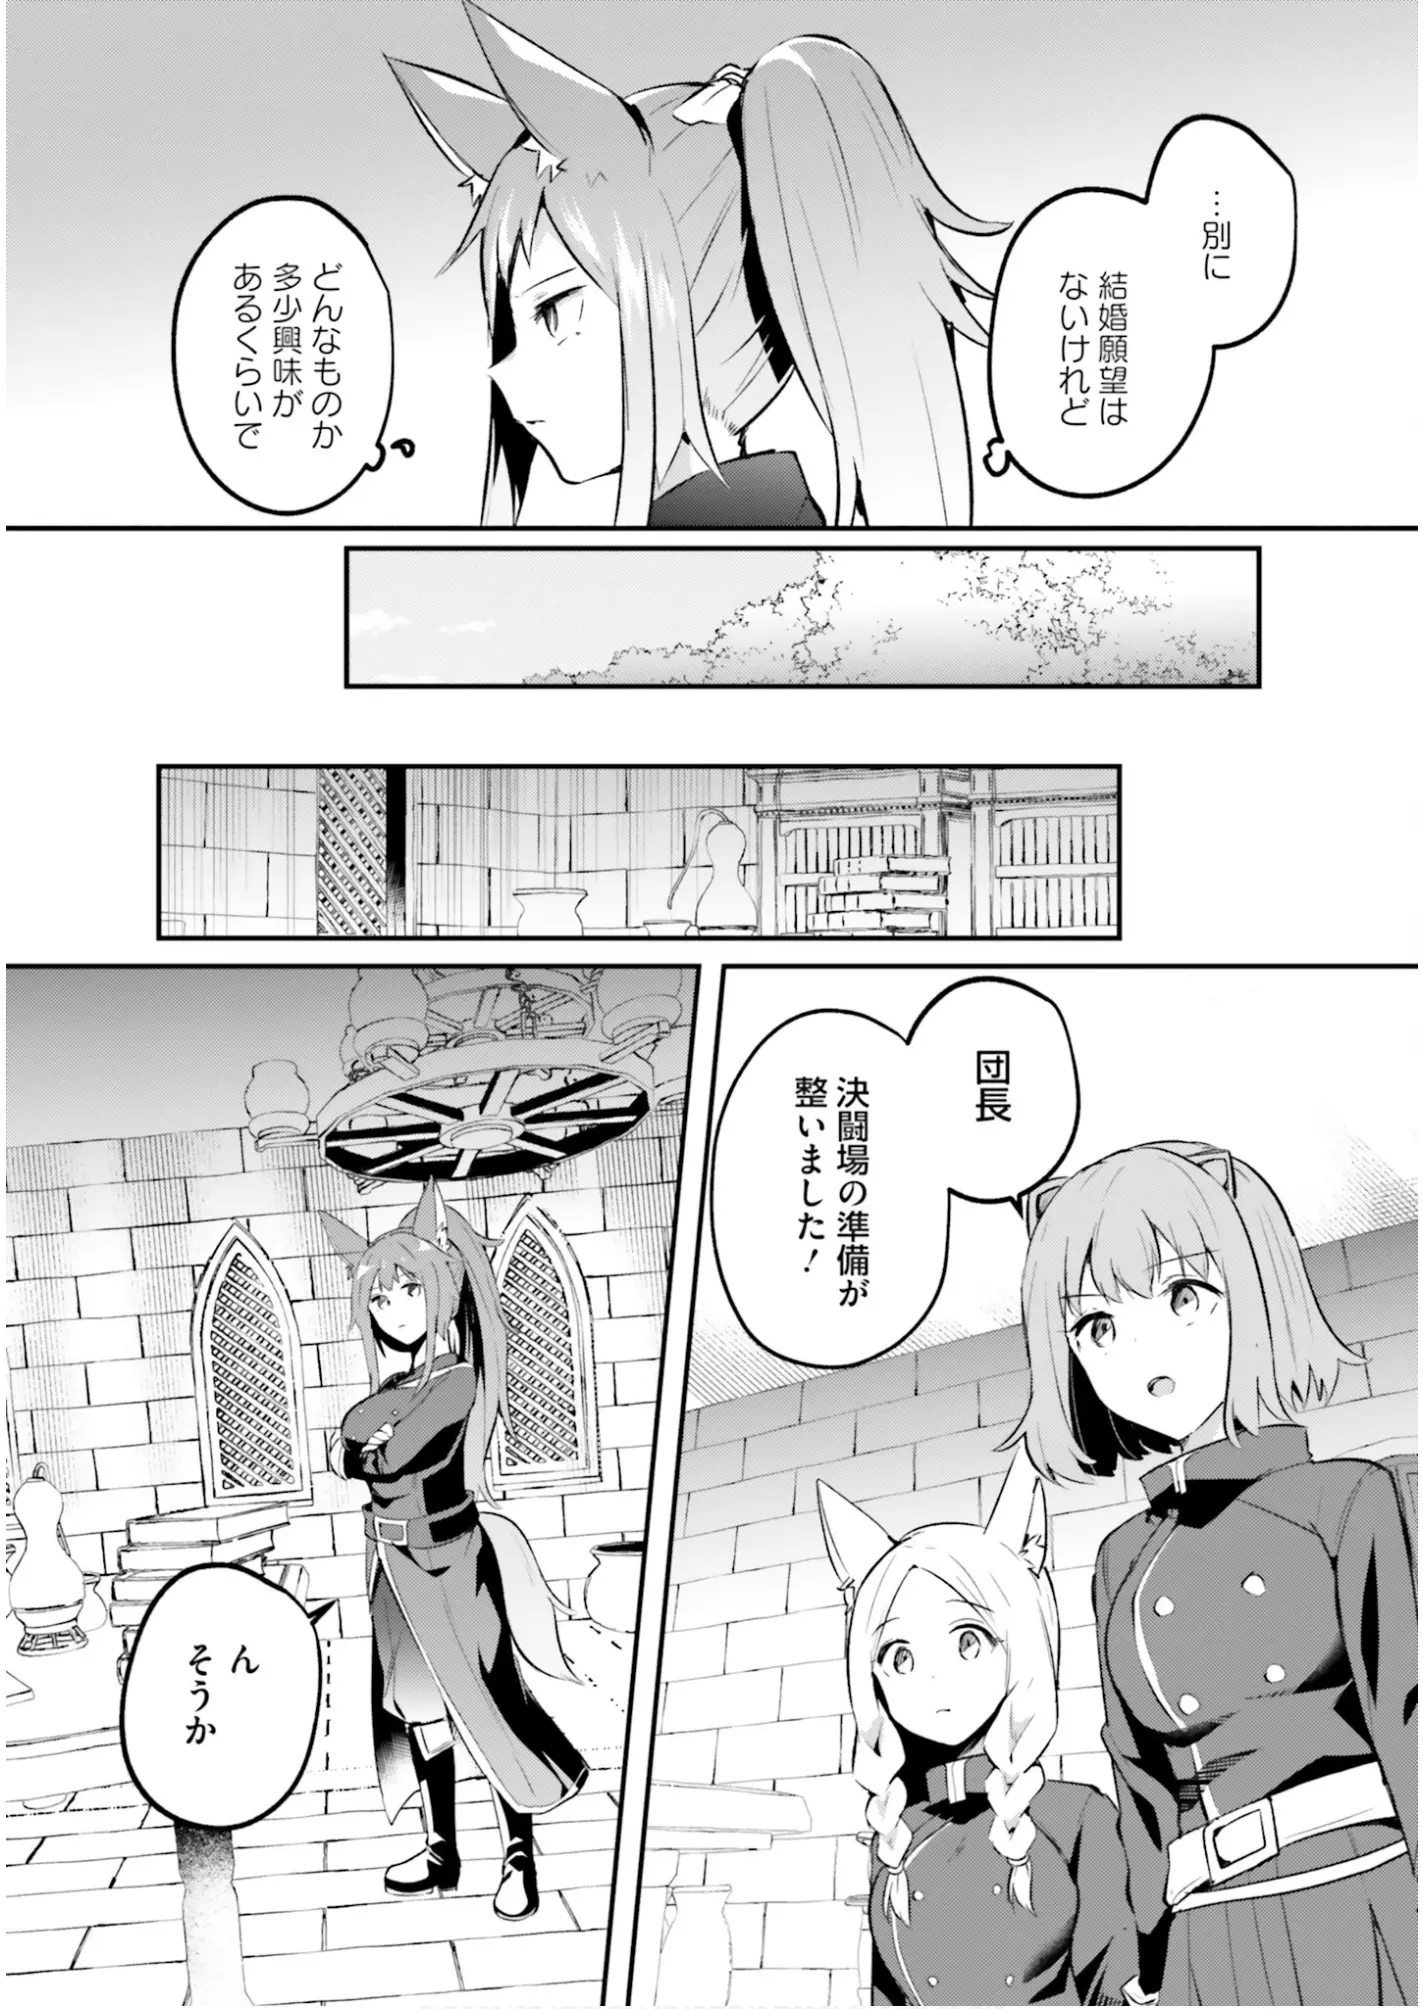 …別に
結婚願望は
ないけれど
どんなものか
多少興味が
あるくらいで
団長
決闘場の準備が
整いました！
ん
そうか